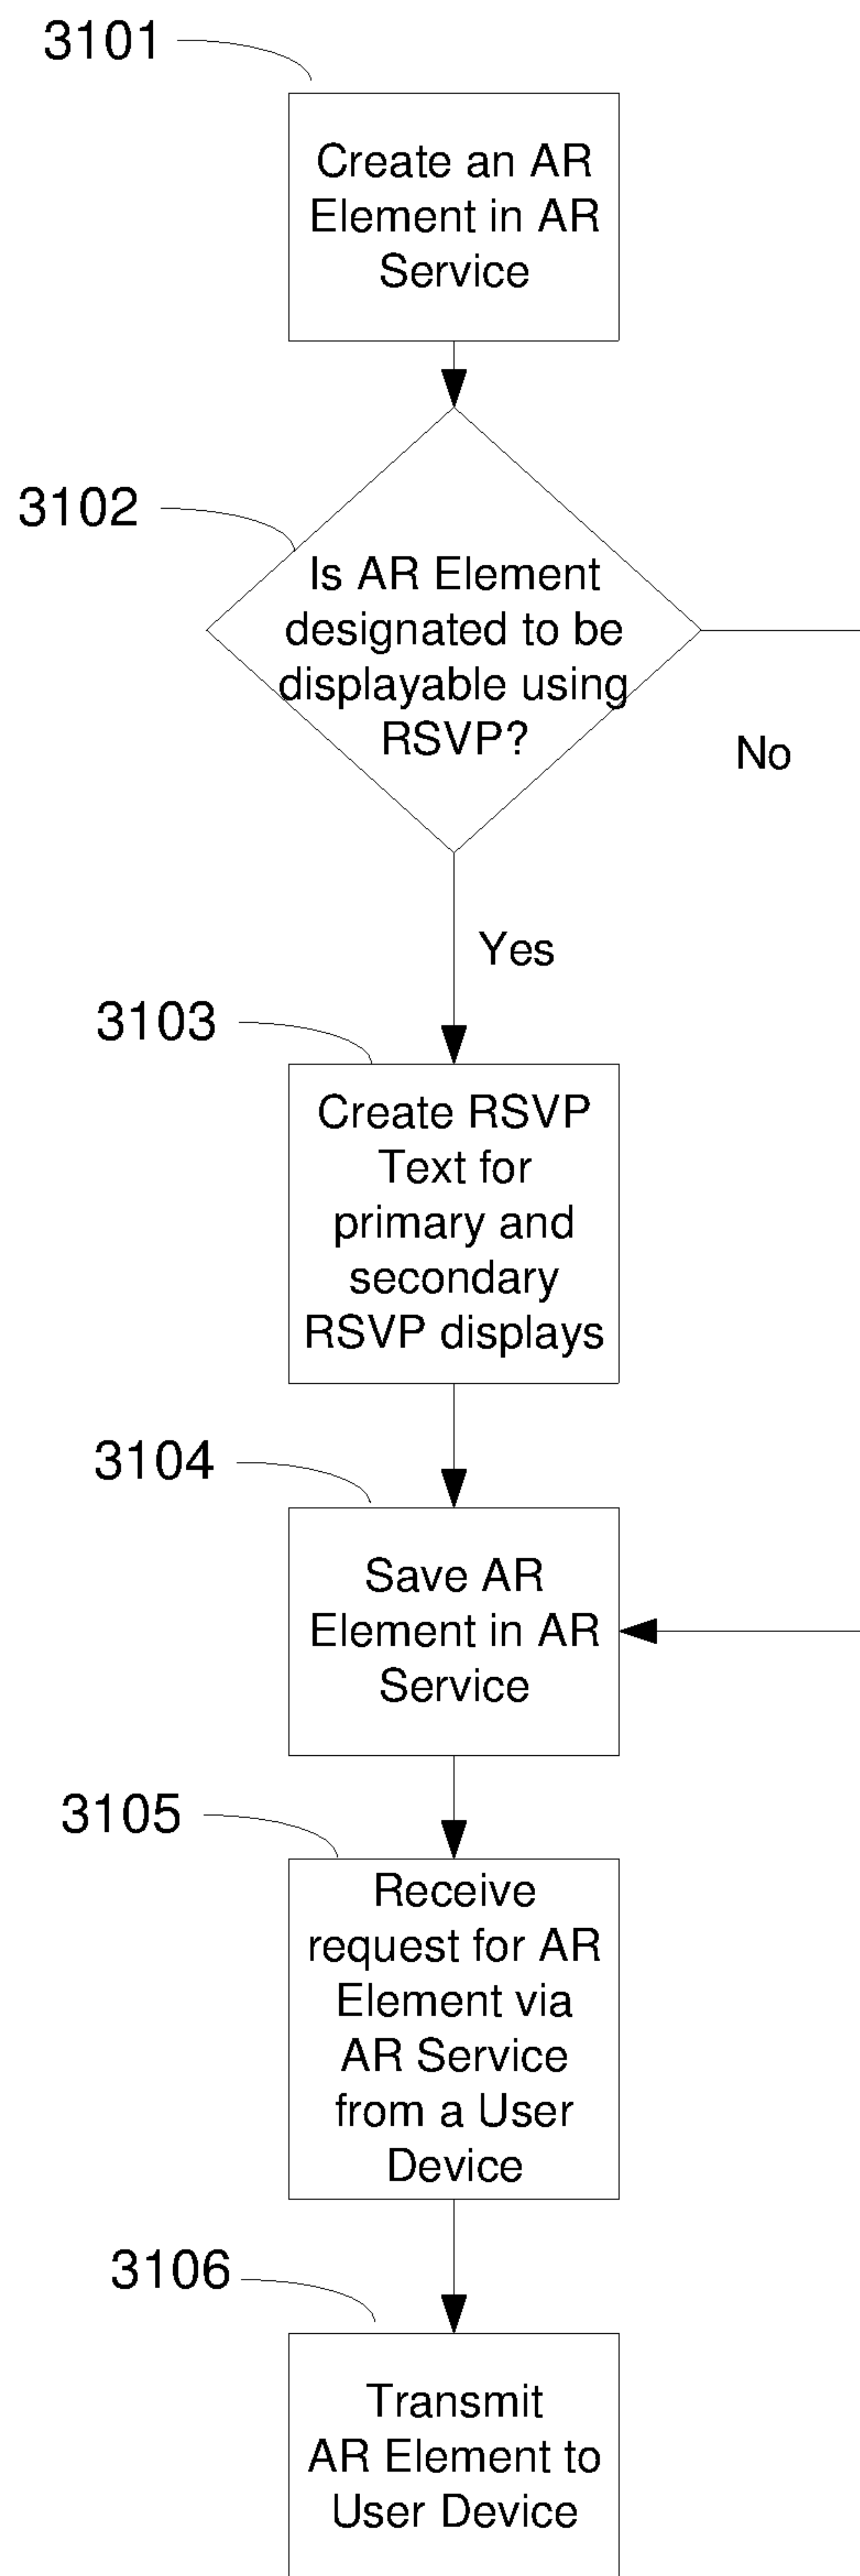 3101
Create an AR
Element in AR
Service
3102
Is AR Element
designated to be
displayable using
RSVP?
No
Yes
3103
Create RSVP
Text for
primary and
secondary
RSVP displays
3104
Save AR
Element in AR
Service
3105
Receive
request for AR
Element via
AR Service
from a User
Device
3106
Transmit
AR Element to
User Device